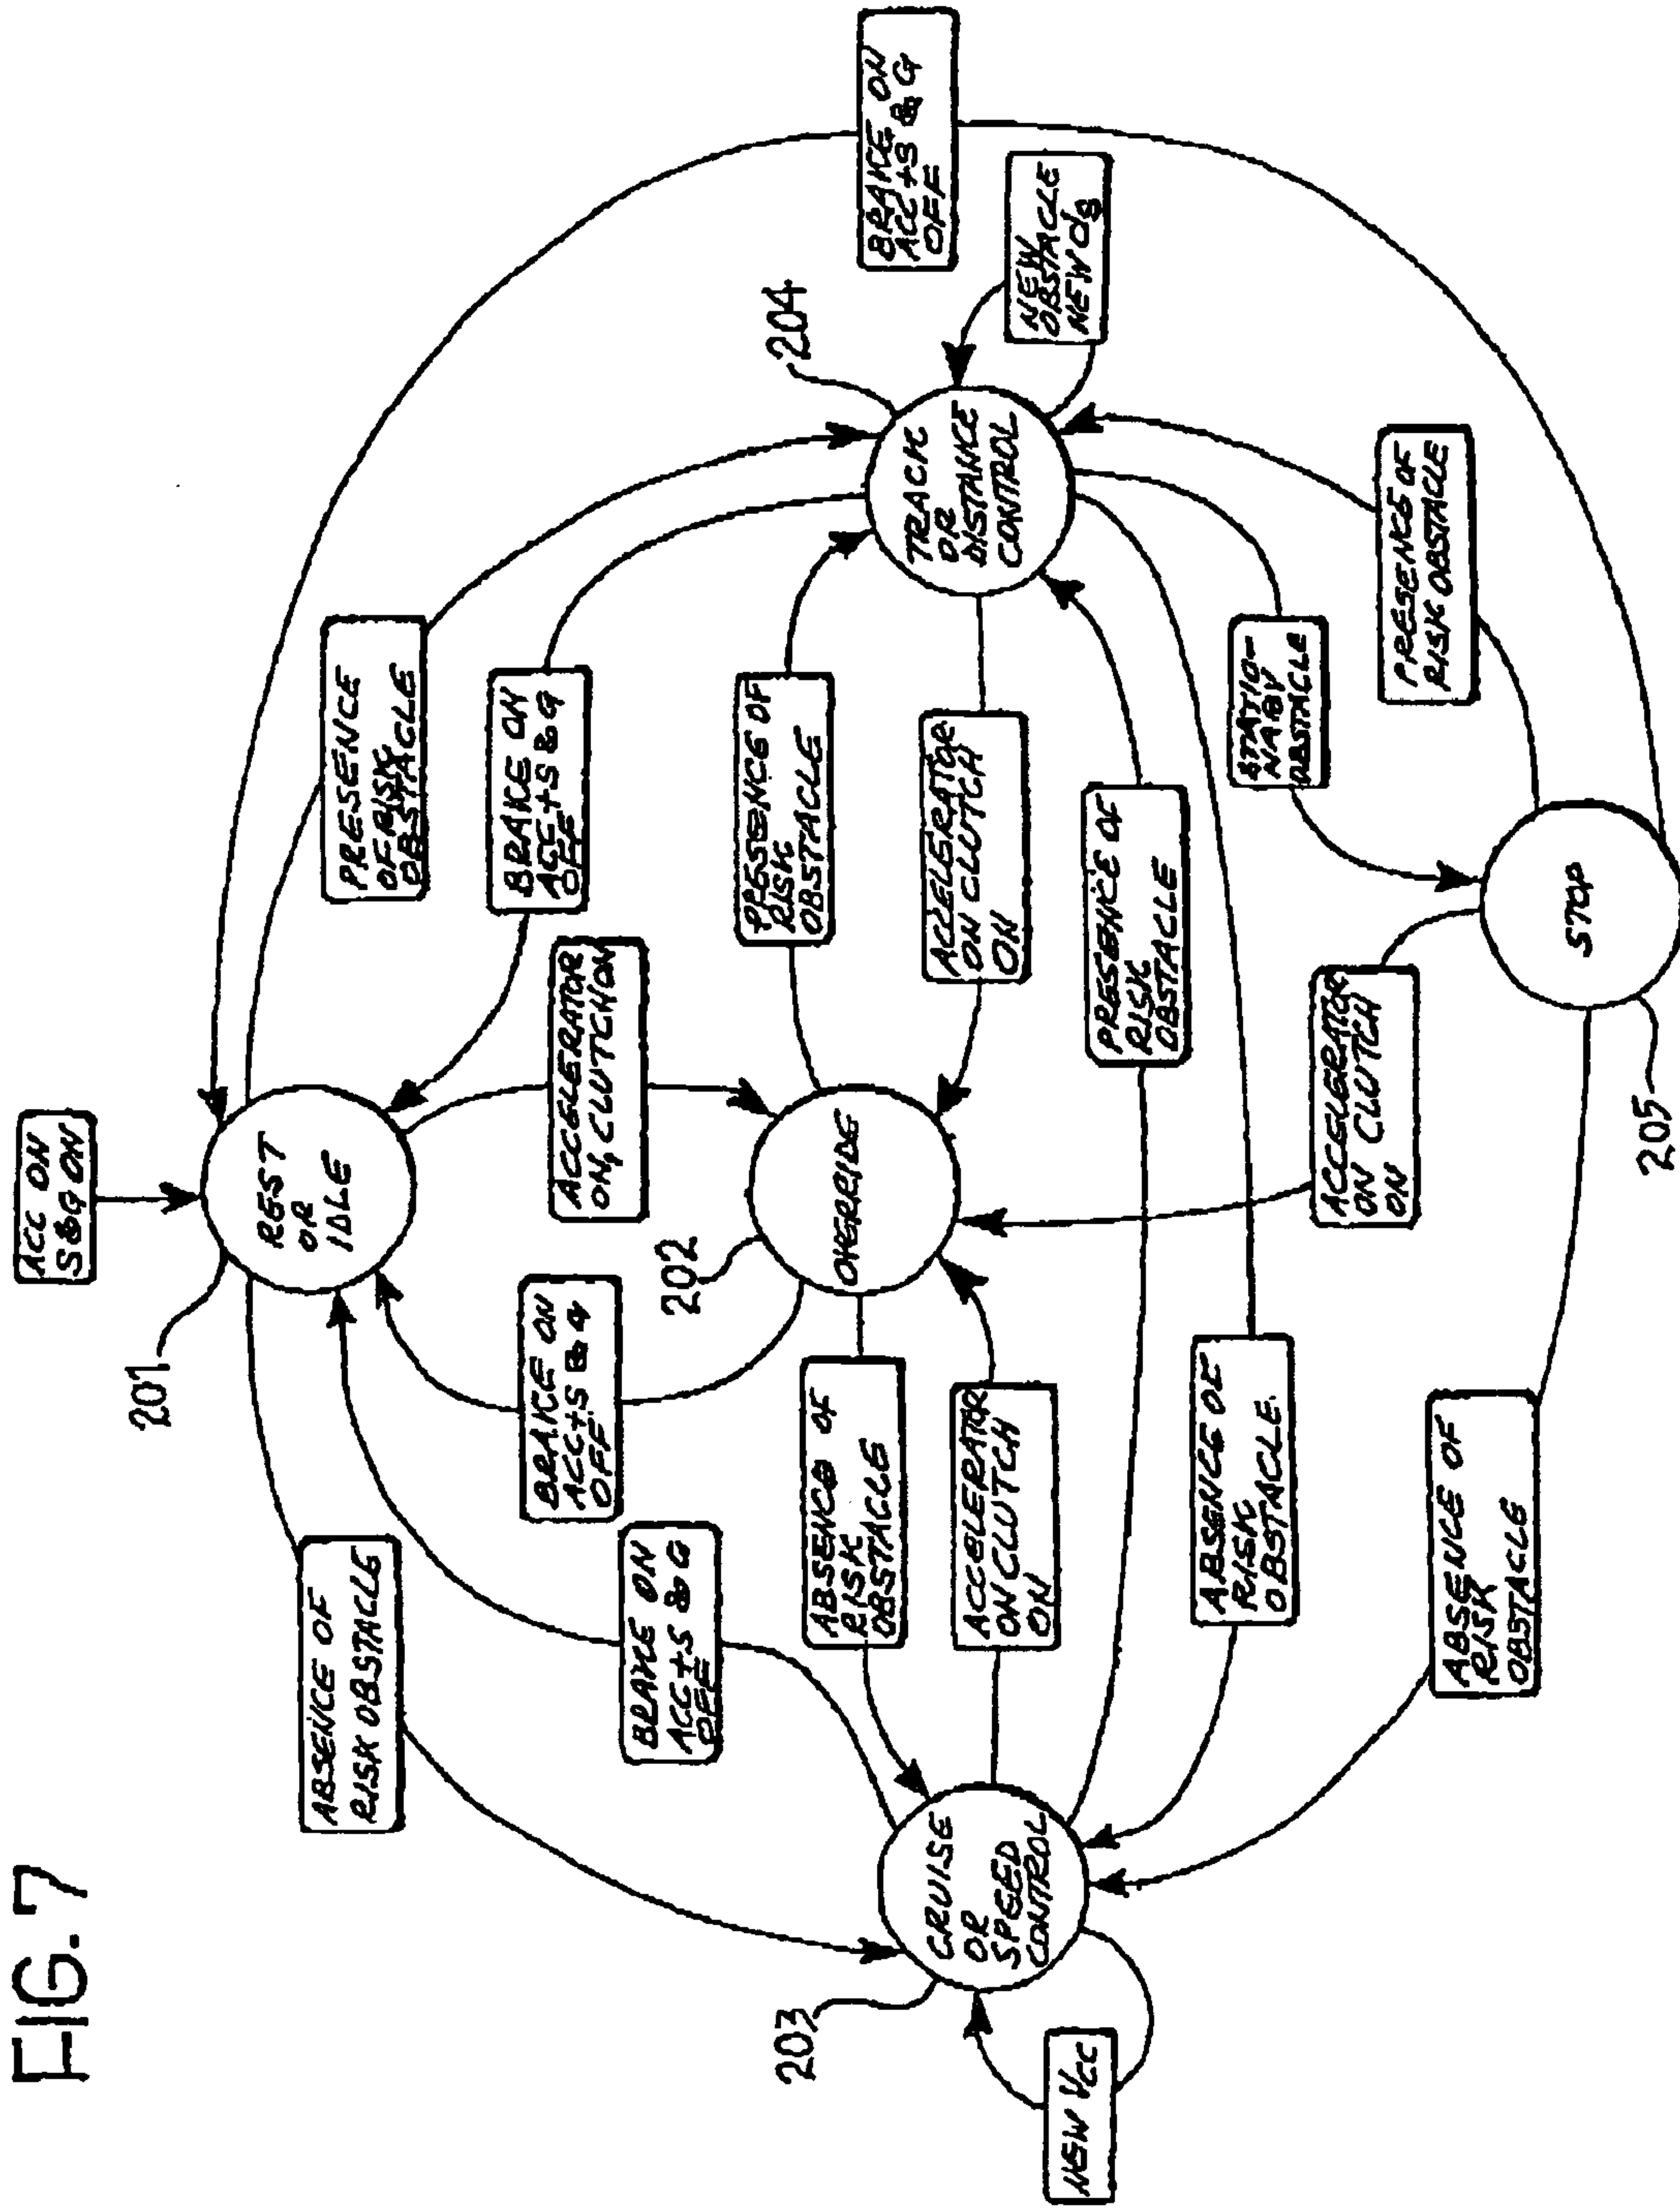 FIG. 7
ACC ON
S&G ON
201
REST
OR
IDLE
ABSENCE OF
RISK OBSTACLE
PRESENCE
OF RISK
OBSTACLE
BRAKE ON
ACC+S & G
OFF
BRAKE ON
ACC+S & G
OFF
BRAKE ON
ACC+S & G
OFF
ACCELERATOR
ON, CLUTCH ON
BRAKE ON
ACC+S & G
OFF
202
OVERRIDE
204
TRACK
OR
DISTANCE
CONTROL
PRESENCE OF
RISK
OBSTACLE
ABSENCE OF
RISK
OBSTACLE
203
CRUISE
OR
SPEED
CONTROL
ACCELERATOR
ON CLUTCH
ON
ACCELERATOR
ON CLUTCH
ON
NEW
OBSTACLE
NEW ds
NEW Vcc
PRESENCE OF
RISK
OBSTACLE
ABSENCE OF
RISK
OBSTACLE
STATIO-
NARY
OBSTACLE
ACCELERATOR
ON CLUTCH
ON
PRESENCE OF
RISK OBSTACLE
ABSENCE OF
RISK
OBSTACLE
STOP
205